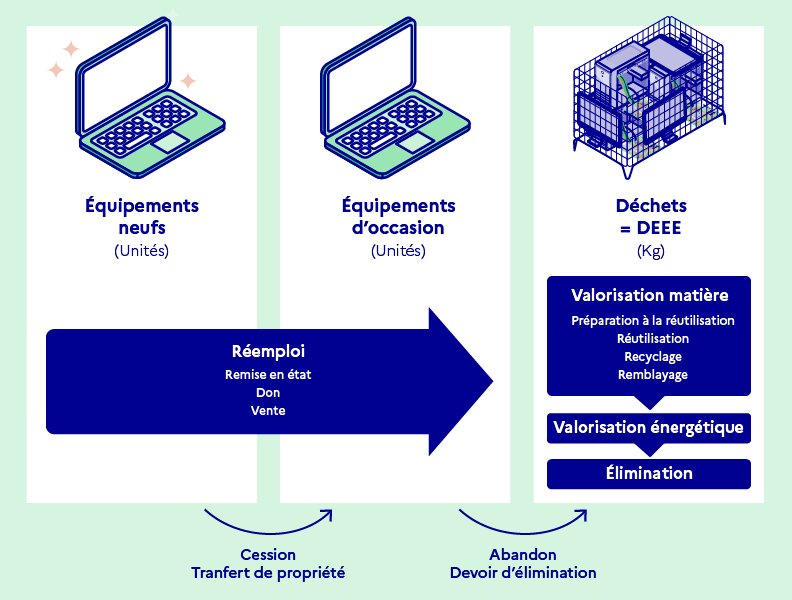 Équipements
neufs
(Unités)
Équipements
d'occasion
(Unités)
Déchets
= DEEE
(Kg)
Réemploi
Remise en état
Don
Vente
Valorisation matière
Préparation à la réutilisation
Réutilisation
Recyclage
Remblayage
Valorisation énergétique
Élimination
Cession
Tranfert de propriété
Abandon
Devoir d'élimination